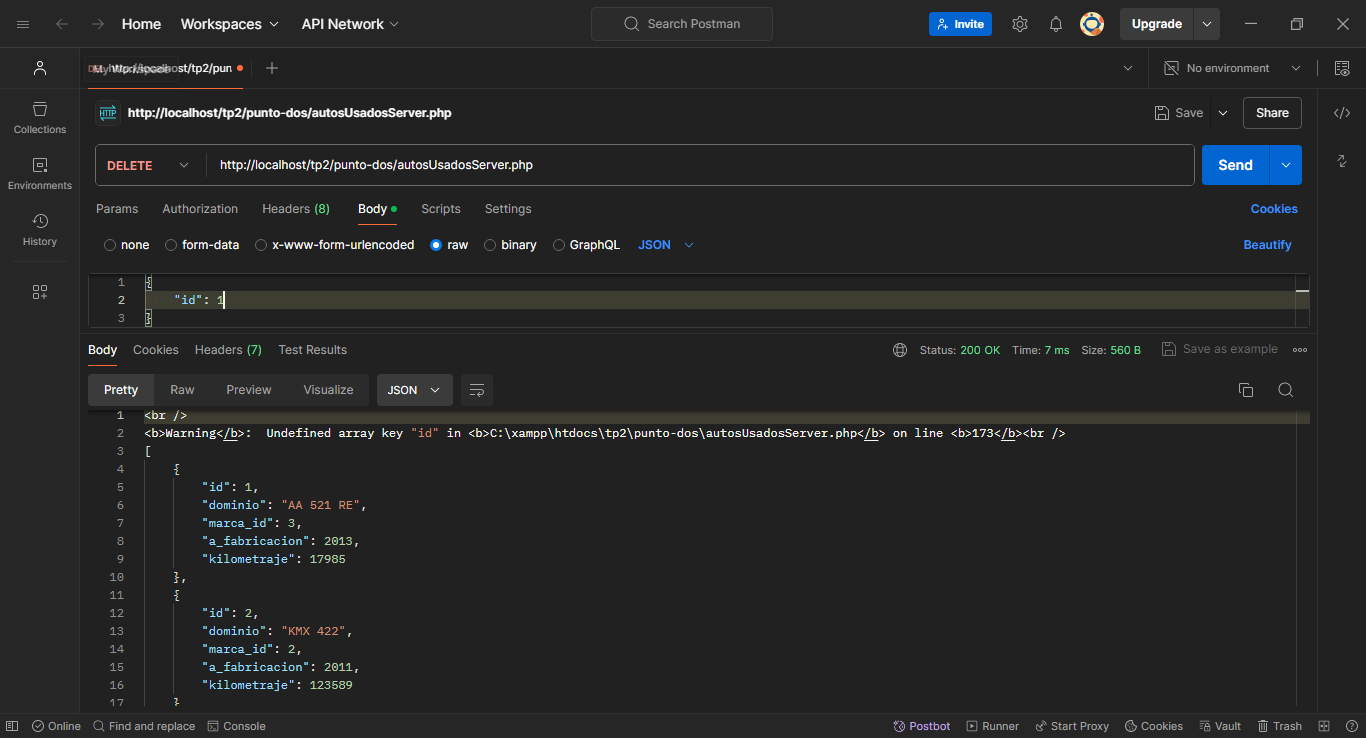 Home Workspaces API Network Search Postman Invite Upgrade
http://localhost/tp2/pun No environment
http://localhost/tp2/punto-dos/autosUsadosServer.php Save Share
Collections
Environments
History
DELETE http://localhost/tp2/punto-dos/autosUsadosServer.php Send
Params Authorization Headers (8) Body Scripts Settings Cookies
none form-data x-www-form-urlencoded raw binary GraphQL JSON Beautify
1 {
2 "id": 1
3 }
Body Cookies Headers (7) Test Results Status: 200 OK Time: 7 ms Size: 560 B Save as example
Pretty Raw Preview Visualize JSON
1 <br />
2 <b>Warning</b>:  Undefined array key "id" in <b>C:\xampp\htdocs\tp2\punto-dos\autosUsadosServer.php</b> on line <b>173</b><br />
3 [
4 {
5 "id": 1,
6 "dominio": "AA 521 RE",
7 "marca_id": 3,
8 "a_fabricacion": 2013,
9 "kilometraje": 17985
10 },
11 {
12 "id": 2,
13 "dominio": "KMX 422",
14 "marca_id": 2,
15 "a_fabricacion": 2011,
16 "kilometraje": 123589
17 }
Online Find and replace Console Postbot Runner Start Proxy Cookies Vault Trash